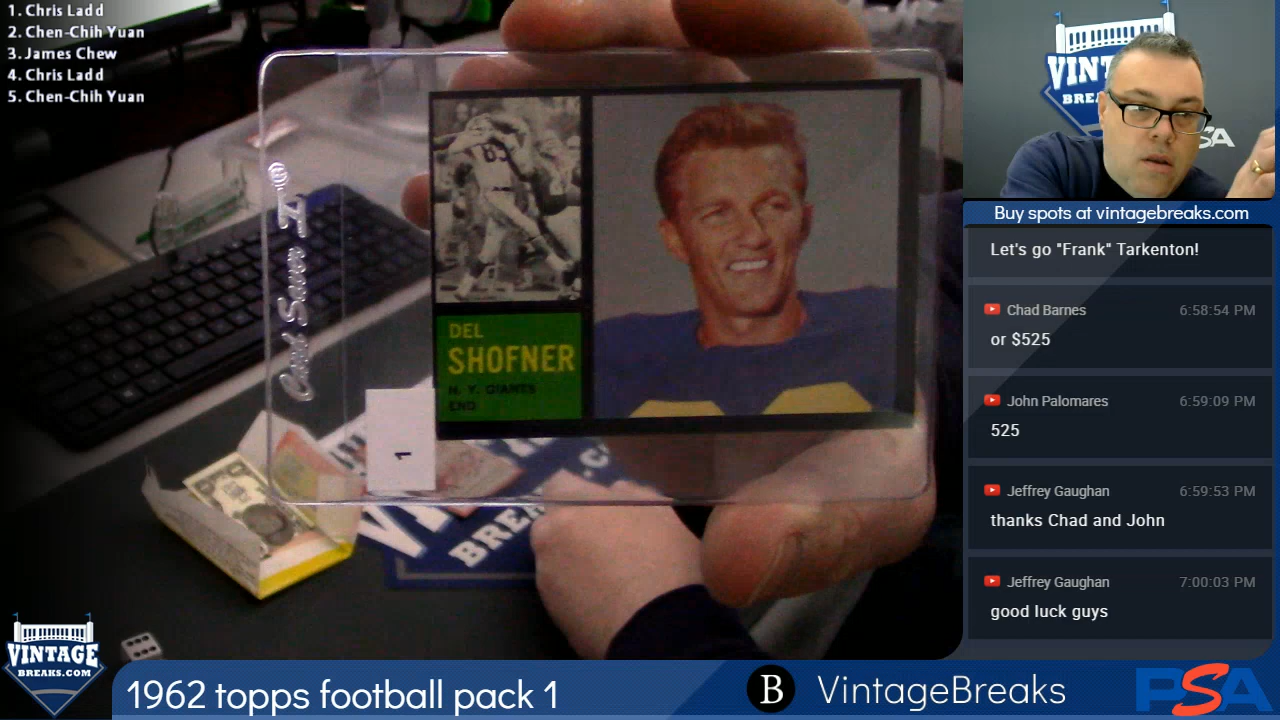 1. Chris Ladd
2. Chen-Chih Yuan
3. James Chew
4. Chris Ladd
5. Chen-Chih Yuan
Card Saver I®
DEL
SHOFNER
N. Y. GIANTS
END
1
BREA
.C
VINTAGE
BREAKS.COM
1962 topps football pack 1
B VintageBreaks
PSA
VINT
BRE
SA
Buy spots at vintagebreaks.com
Let's go "Frank" Tarkenton!
Chad Barnes 6:58:54 PM
or $525
John Palomares 6:59:09 PM
525
Jeffrey Gaughan 6:59:53 PM
thanks Chad and John
Jeffrey Gaughan 7:00:03 PM
good luck guys